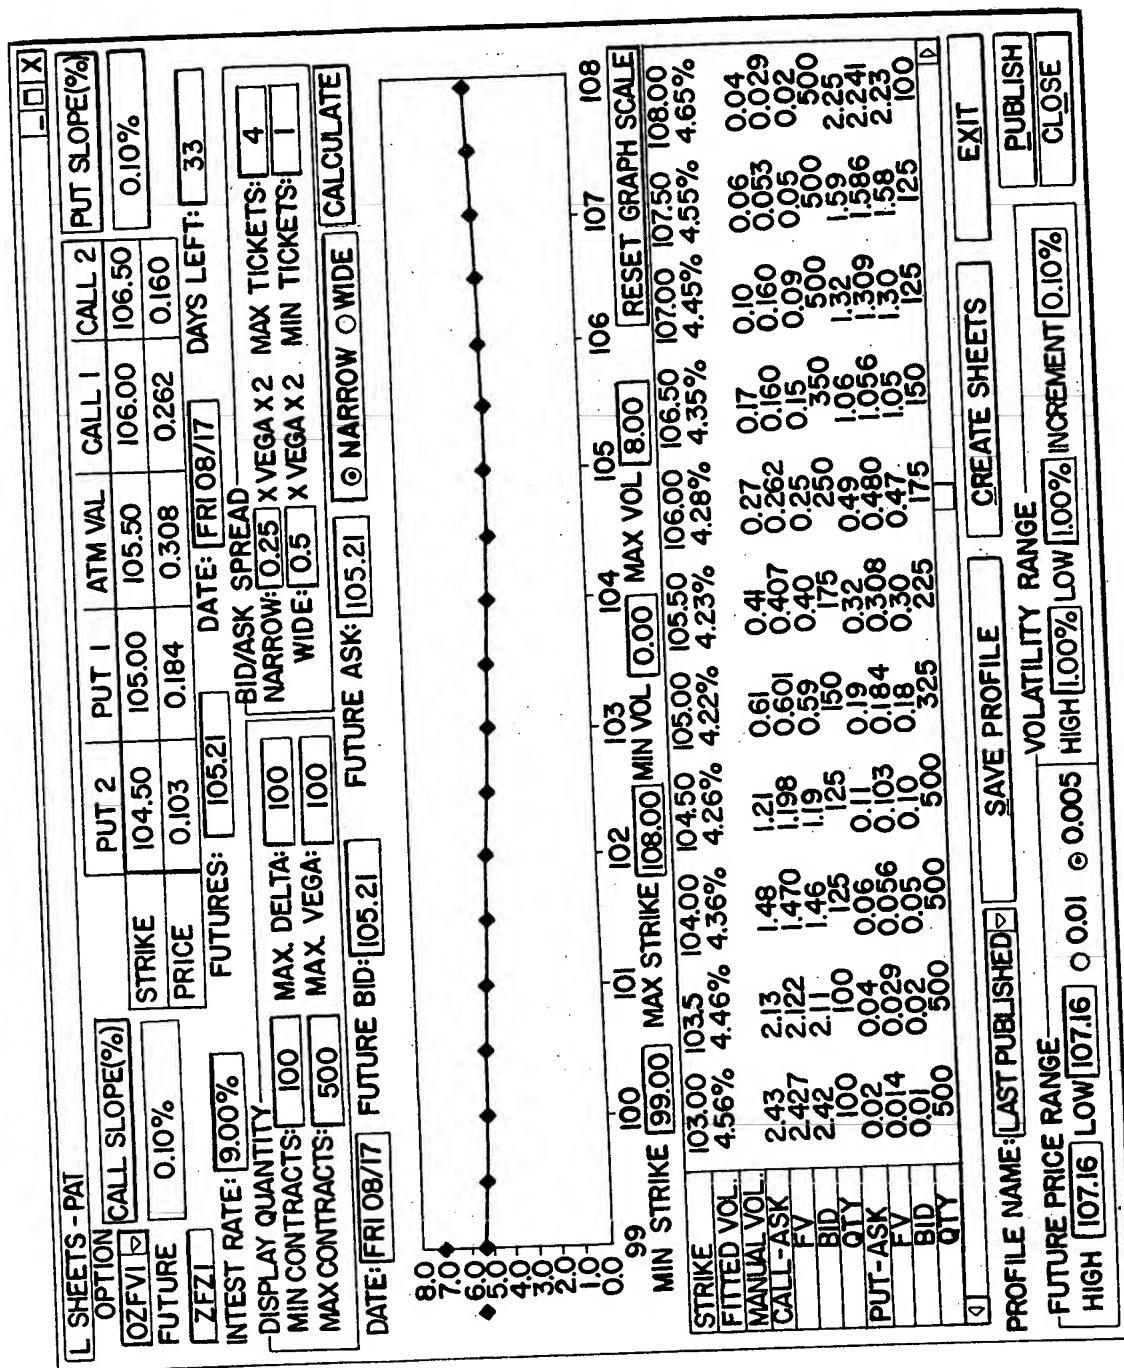 L SHEETS - PAT _ □ X
OPTION CALL SLOPE(%) PUT 2 PUT 1 ATM VAL CALL 1 CALL 2 PUT SLOPE(%)
OZFVI STRIKE 104.50 105.00 105.50 106.00 106.50
FUTURE 0.10% PRICE 0.103 0.184 0.308 0.262 0.160 0.10%
ZFZI FUTURES: 105.21 DATE: FRI 08/17 DAYS LEFT: 33
INTEST RATE: 9.00%
DISPLAY QUANTITY BID/ASK SPREAD
MIN CONTRACTS: 100 MAX. DELTA: 100 NARROW: 0.25 X VEGA X 2 MAX TICKETS: 4
MAX CONTRACTS: 500 MAX. VEGA: 100 WIDE: 0.5 X VEGA X 2 MIN TICKETS: 1
DATE: FRI 08/17 FUTURE BID: 105.21 FUTURE ASK: 105.21 NARROW WIDE CALCULATE
8.0
7.0
6.0
5.0
4.0
3.0
2.0
1.0
0.0
99 100 101 102 103 104 105 106 107 108
MIN STRIKE 99.00 MAX STRIKE 108.00 MIN VOL 0.00 MAX VOL 8.00 RESET GRAPH SCALE
STRIKE 103.00 103.5 104.00 104.50 105.00 105.50 106.00 106.50 107.00 107.50 108.00
FITTED VOL. 4.56% 4.46% 4.36% 4.26% 4.22% 4.23% 4.28% 4.35% 4.45% 4.55% 4.65%
MANUAL VOL.
CALL-ASK 2.43 2.13 1.48 1.21 0.61 0.41 0.27 0.17 0.10 0.06 0.04
FV 2.427 2.122 1.470 1.198 0.601 0.407 0.262 0.160 0.160 0.053 0.029
BID 2.42 2.11 1.46 1.19 0.59 0.40 0.25 0.15 0.09 0.05 0.02
QTY 100 100 125 125 150 175 250 350 500 500 500
PUT-ASK 0.02 0.04 0.06 0.11 0.19 0.32 0.49 1.06 1.32 1.59 2.25
FV 0.014 0.029 0.056 0.103 0.184 0.308 0.480 1.056 1.309 1.586 2.241
BID 0.01 0.02 0.05 0.10 0.18 0.30 0.47 1.05 1.30 1.58 2.23
QTY 500 500 500 500 325 225 175 150 125 125 100
PROFILE NAME: LAST PUBLISHED SAVE PROFILE CREATE SHEETS EXIT
FUTURE PRICE RANGE VOLATILITY RANGE PUBLISH
HIGH 107.16 LOW 107.16 0.01 0.005 HIGH 1.00% LOW 1.00% INCREMENT 0.10% CLOSE